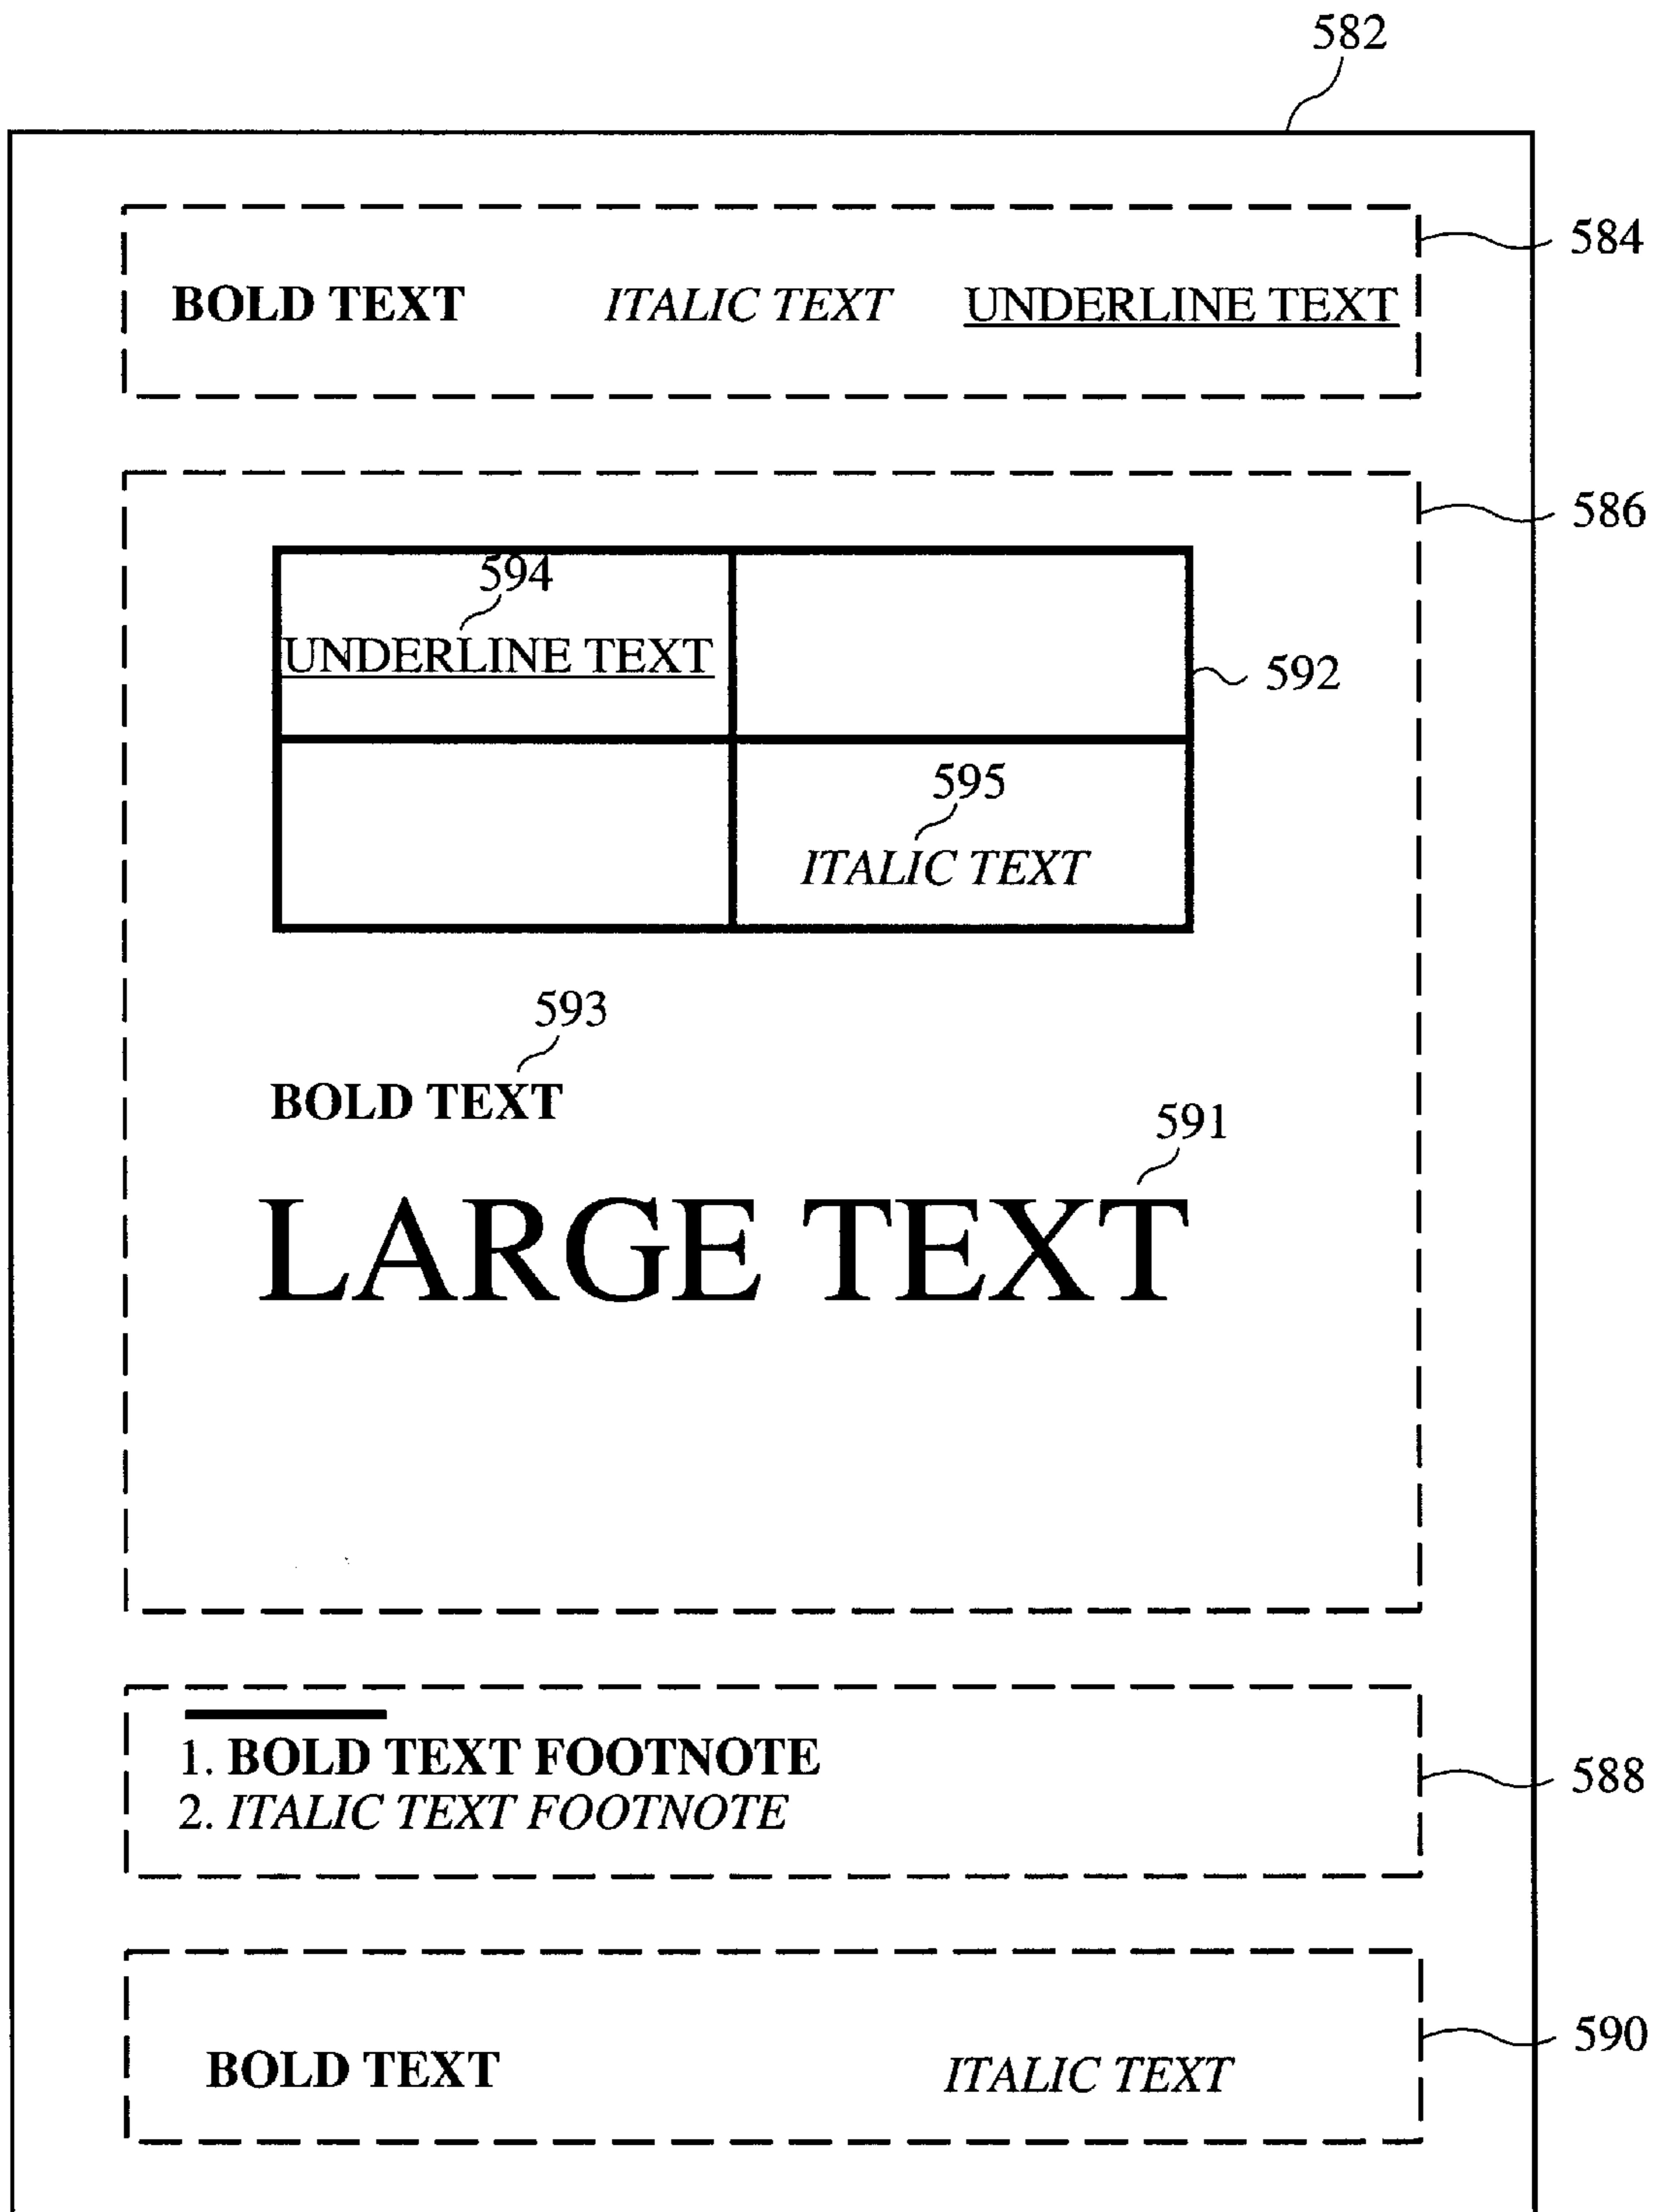 582
584
BOLD TEXT ITALIC TEXT UNDERLINE TEXT
586
594
UNDERLINE TEXT
592
595
ITALIC TEXT
593
BOLD TEXT
591
LARGE TEXT
1. BOLD TEXT FOOTNOTE
588
2. ITALIC TEXT FOOTNOTE
590
BOLD TEXT ITALIC TEXT